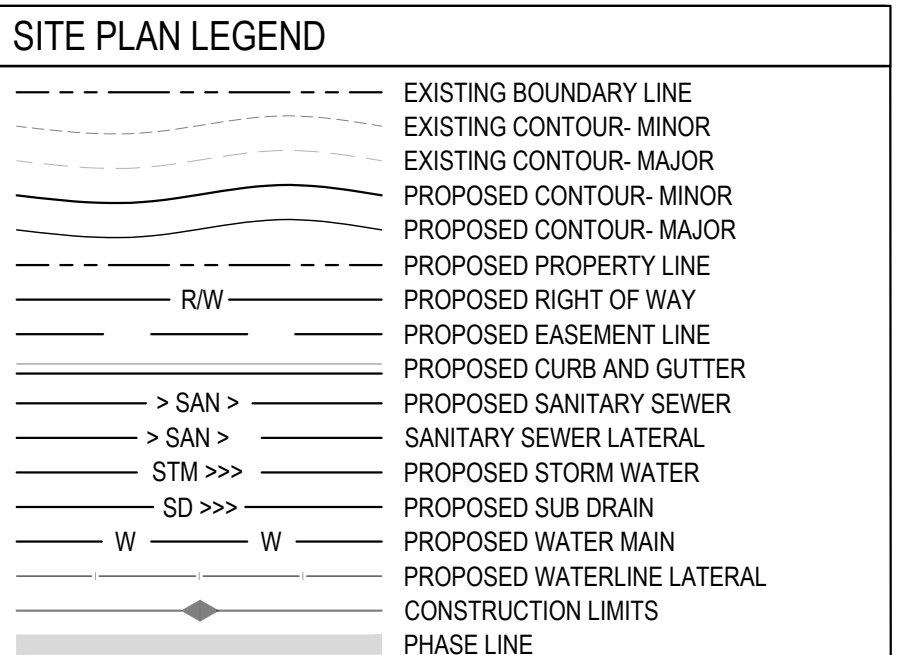 SITE PLAN LEGEND
EXISTING BOUNDARY LINE
EXISTING CONTOUR- MINOR
EXISTING CONTOUR- MAJOR
PROPOSED CONTOUR- MINOR
PROPOSED CONTOUR- MAJOR
PROPOSED PROPERTY LINE
R/W PROPOSED RIGHT OF WAY
PROPOSED EASEMENT LINE
PROPOSED CURB AND GUTTER
> SAN > PROPOSED SANITARY SEWER
> SAN > SANITARY SEWER LATERAL
STM >>> PROPOSED STORM WATER
SD >>> PROPOSED SUB DRAIN
W W PROPOSED WATER MAIN
PROPOSED WATERLINE LATERAL
CONSTRUCTION LIMITS
PHASE LINE